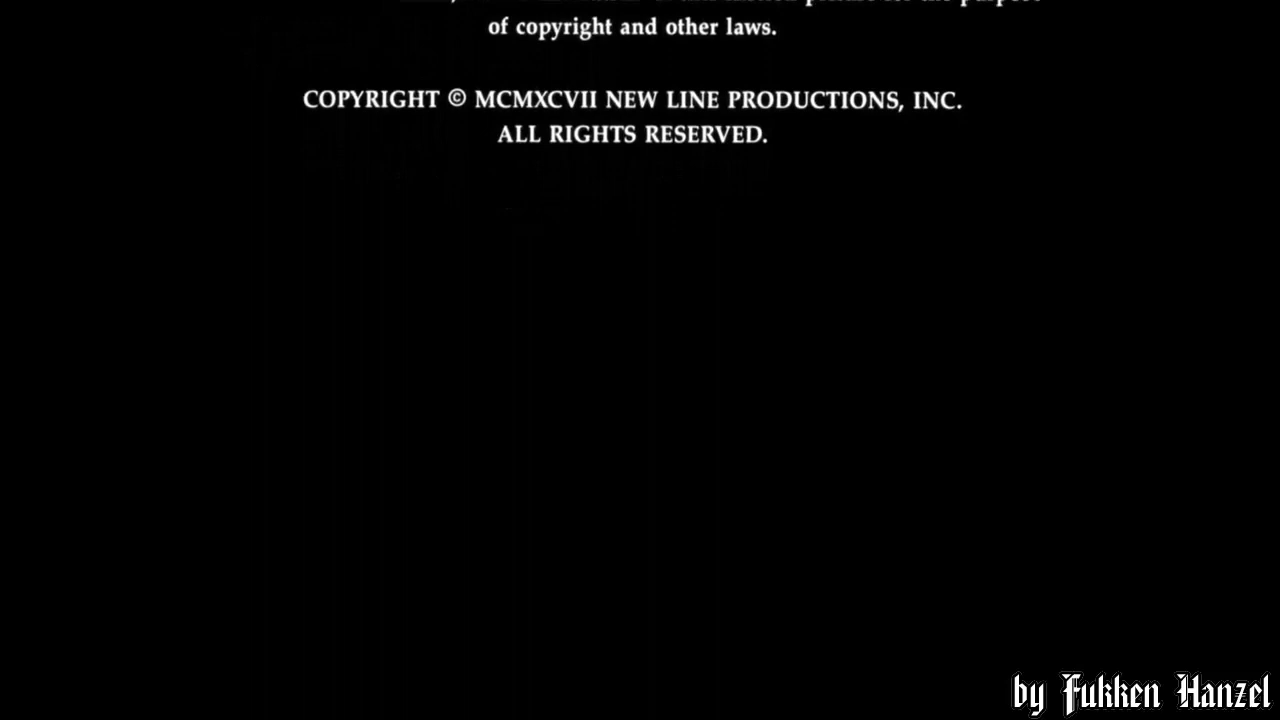 of copyright and other laws.
COPYRIGHT © MCMXCVII NEW LINE PRODUCTIONS, INC.
ALL RIGHTS RESERVED.
by Fukken Hanzel